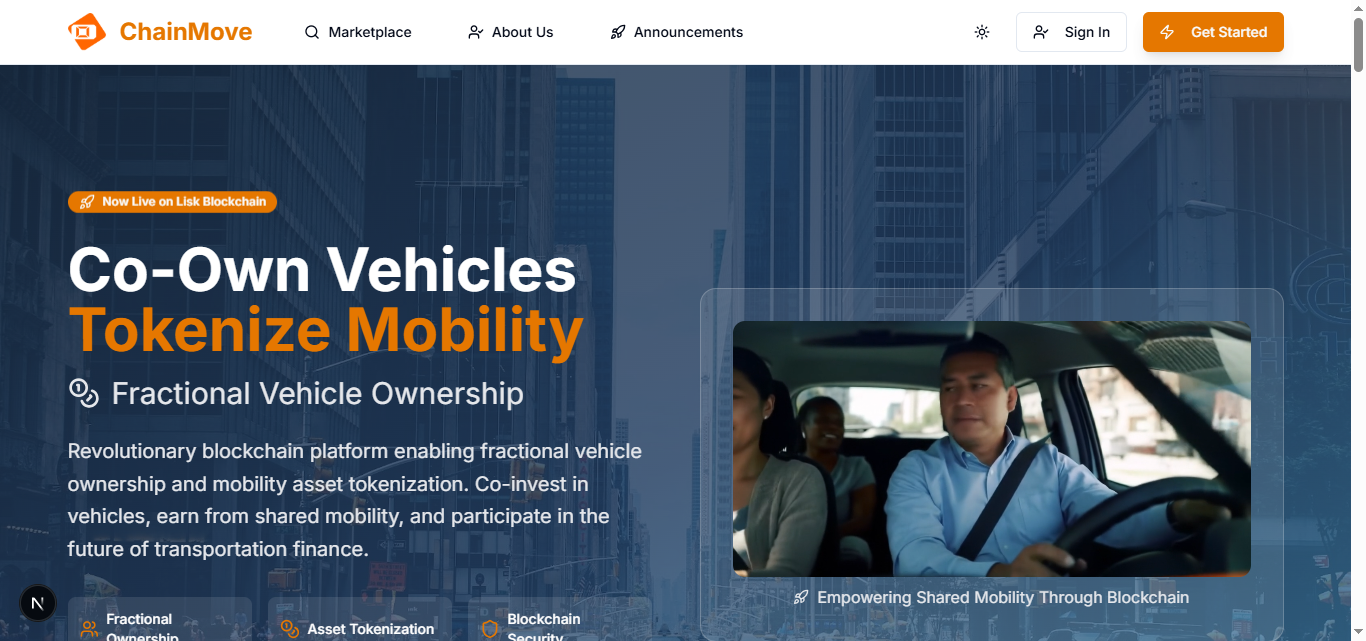 ChainMove
Marketplace
About Us
Announcements
Sign In
Get Started
Now Live on Lisk Blockchain
Co-Own Vehicles
Tokenize Mobility
Fractional Vehicle Ownership
Revolutionary blockchain platform enabling fractional vehicle
ownership and mobility asset tokenization. Co-invest in
vehicles, earn from shared mobility, and participate in the
future of transportation finance.
Fractional
Ownership
Asset Tokenization
Blockchain
Security
Empowering Shared Mobility Through Blockchain
N